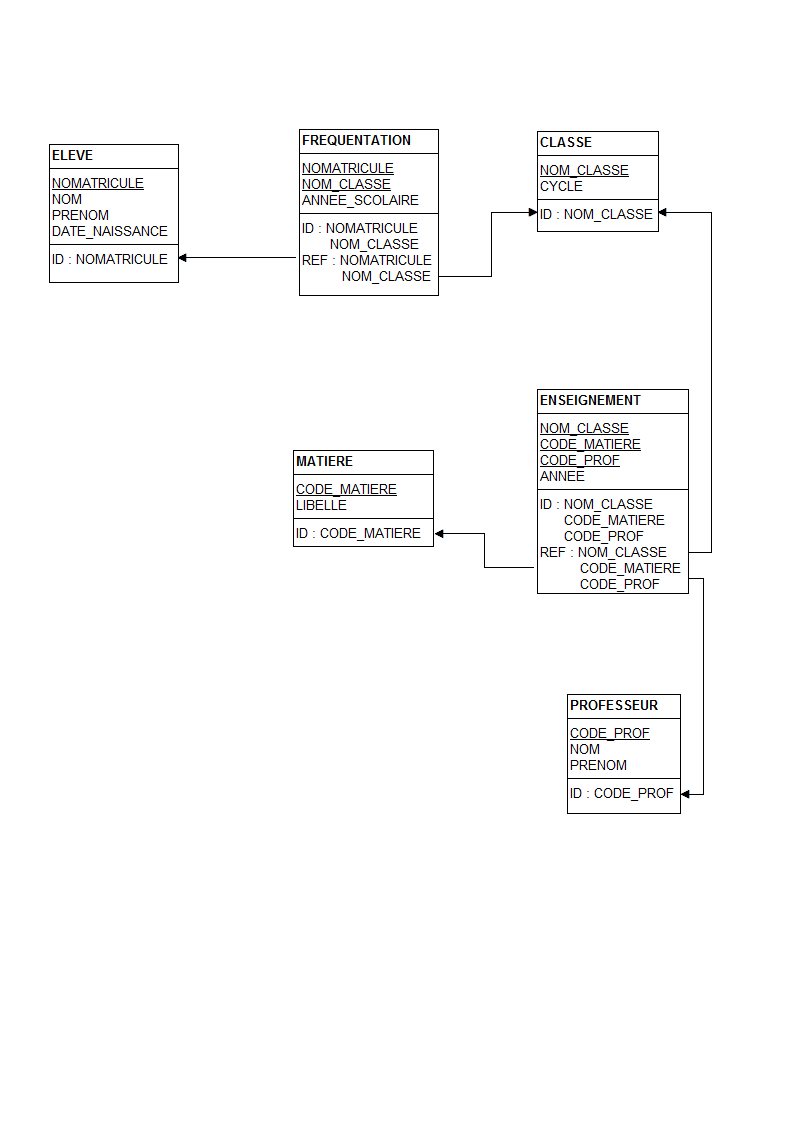 ELEVE
NOMATRICULE
NOM
PRENOM
DATE_NAISSANCE
ID : NOMATRICULE
FREQUENTATION
NOMATRICULE
NOM_CLASSE
ANNEE_SCOLAIRE
ID : NOMATRICULE
NOM_CLASSE
REF : NOMATRICULE
NOM_CLASSE
CLASSE
NOM_CLASSE
CYCLE
ID : NOM_CLASSE
MATIERE
CODE_MATIERE
LIBELLE
ID : CODE_MATIERE
ENSEIGNEMENT
NOM_CLASSE
CODE_MATIERE
CODE_PROF
ANNEE
ID : NOM_CLASSE
CODE_MATIERE
CODE_PROF
REF : NOM_CLASSE
CODE_MATIERE
CODE_PROF
PROFESSEUR
CODE_PROF
NOM
PRENOM
ID : CODE_PROF